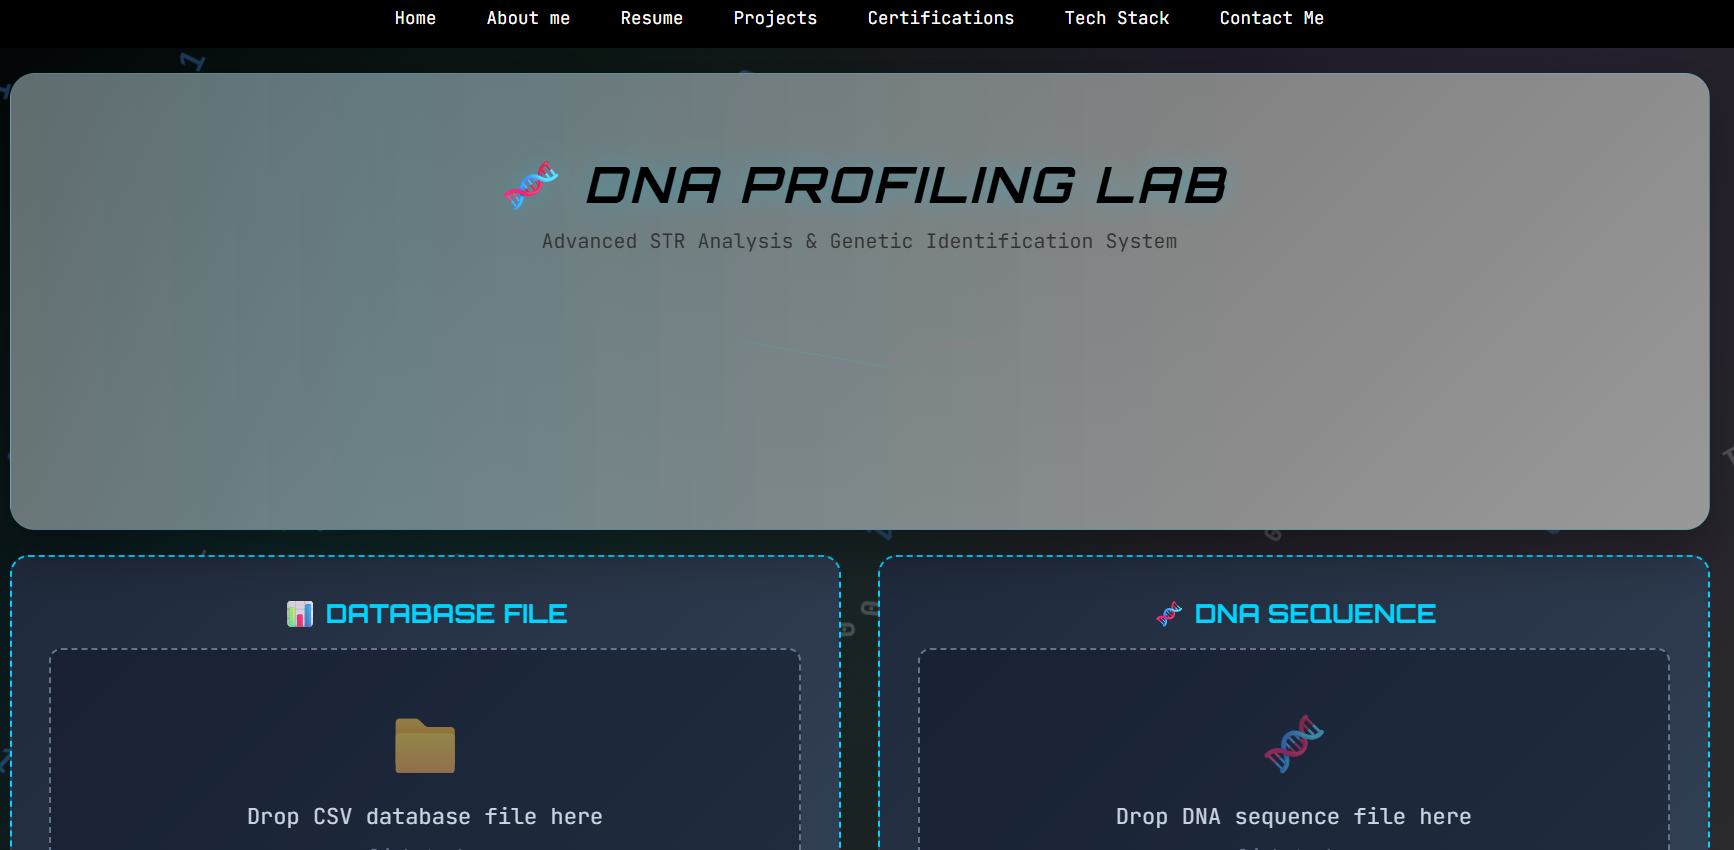 Home About me Resume Projects Certifications Tech Stack Contact Me
DNA PROFILING LAB
Advanced STR Analysis & Genetic Identification System
DATABASE FILE
DNA SEQUENCE
Drop CSV database file here
Drop DNA sequence file here